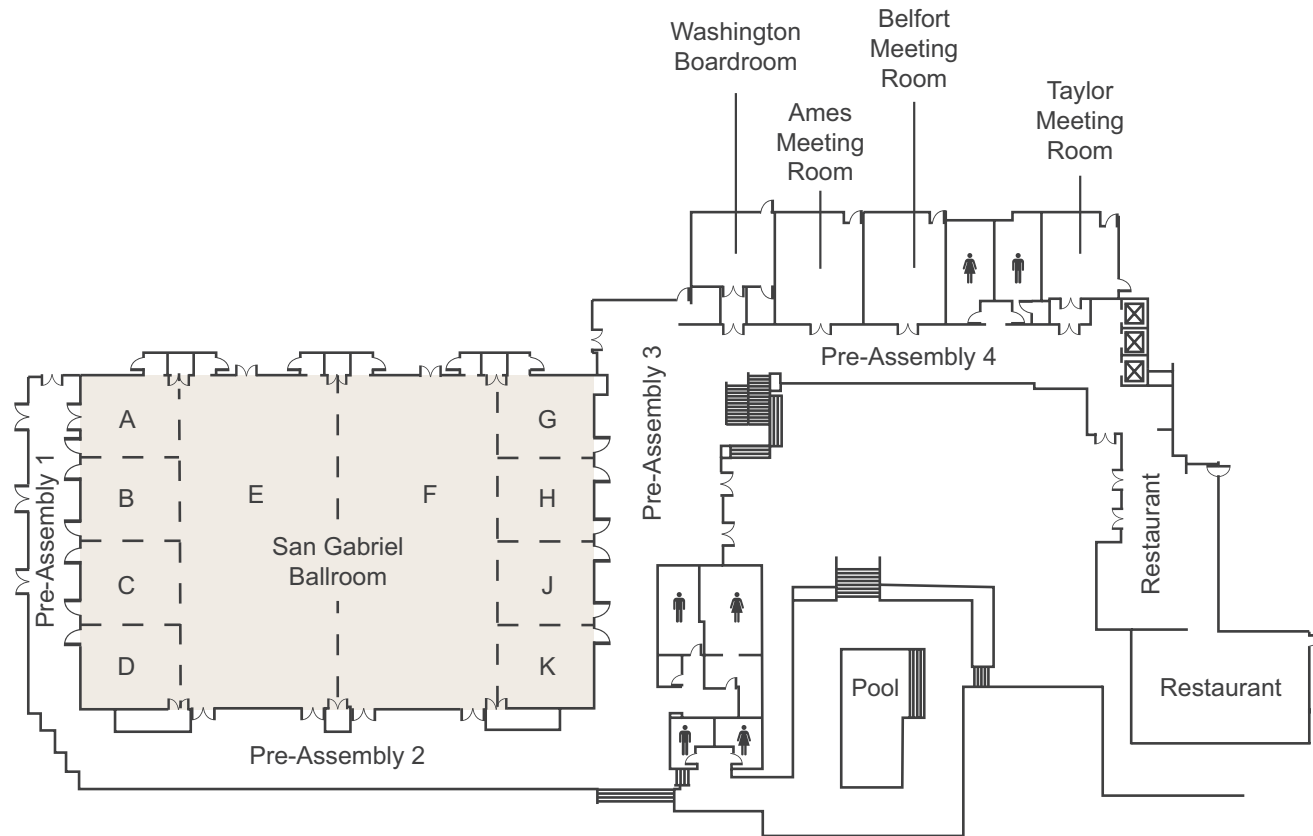 Washington
Boardroom
Belfort
Meeting
Room
Ames
Meeting
Room
Taylor
Meeting
Room
Pre-Assembly 4
Pre-Assembly 3
Pre-Assembly 1
A
B
C
D
E
F
G
H
J
K
San Gabriel
Ballroom
Pre-Assembly 2
Restaurant
Pool
Restaurant